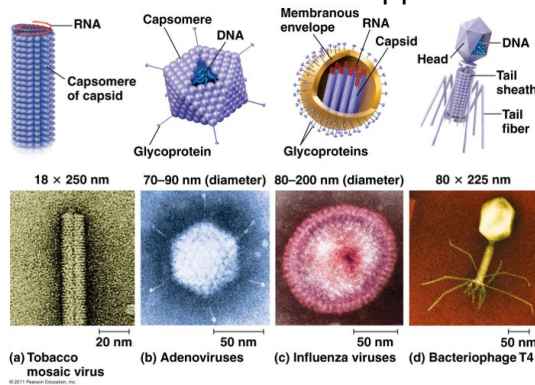 RNA
Capsomere
of capsid
Capsomere
DNA
Glycoprotein
Membranous
envelope
RNA
Capsid
Glycoproteins
Head
DNA
Tail
sheath
Tail
fiber
18 × 250 nm
70–90 nm (diameter)
80–200 nm (diameter)
80 × 225 nm
20 nm
50 nm
50 nm
50 nm
(a) Tobacco
mosaic virus
(b) Adenoviruses
(c) Influenza viruses
(d) Bacteriophage T4
© 2011 Pearson Education, Inc.